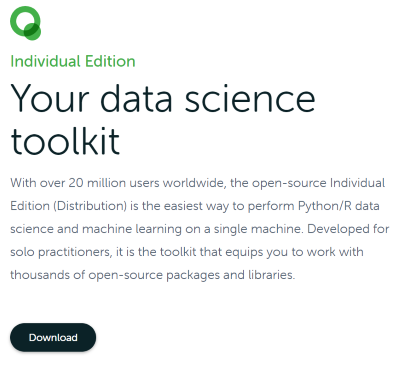 Individual Edition
Your data science
toolkit
With over 20 million users worldwide, the open-source Individual
Edition (Distribution) is the easiest way to perform Python/R data
science and machine learning on a single machine. Developed for
solo practitioners, it is the toolkit that equips you to work with
thousands of open-source packages and libraries.
Download